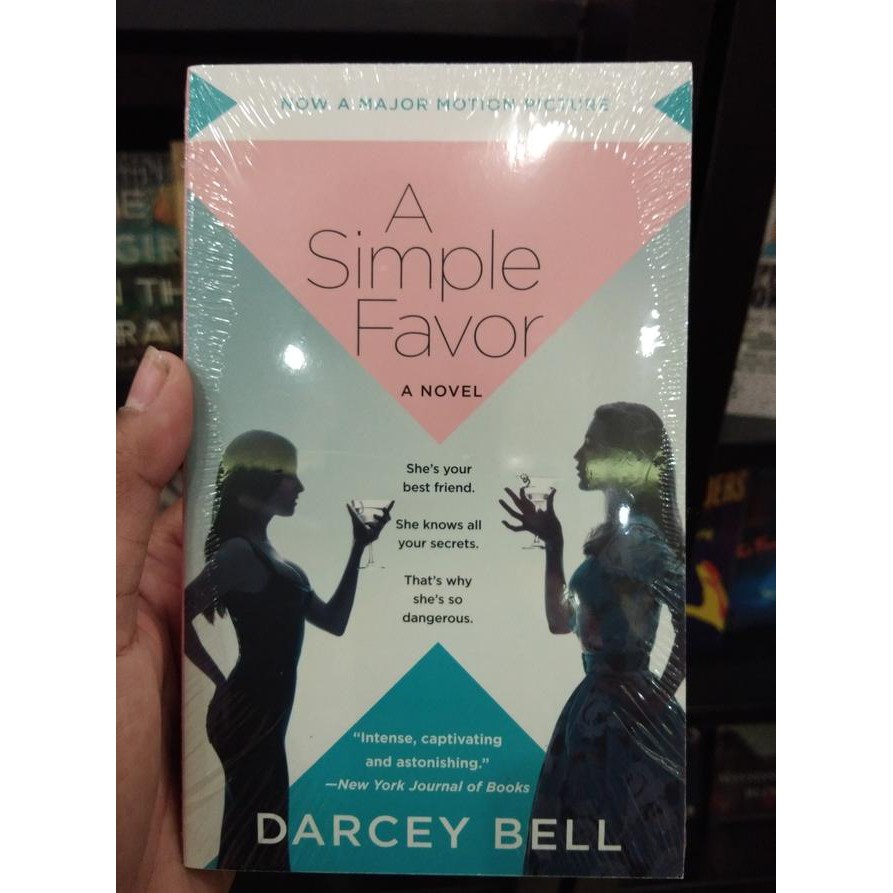 NOW A MAJOR MOTION PICTURE
A
Simple
Favor
A NOVEL
She's your
best friend.
She knows all
your secrets.
That's why
she's so
dangerous.
“Intense, captivating
and astonishing.”
—New York Journal of Books
DARCEY BELL